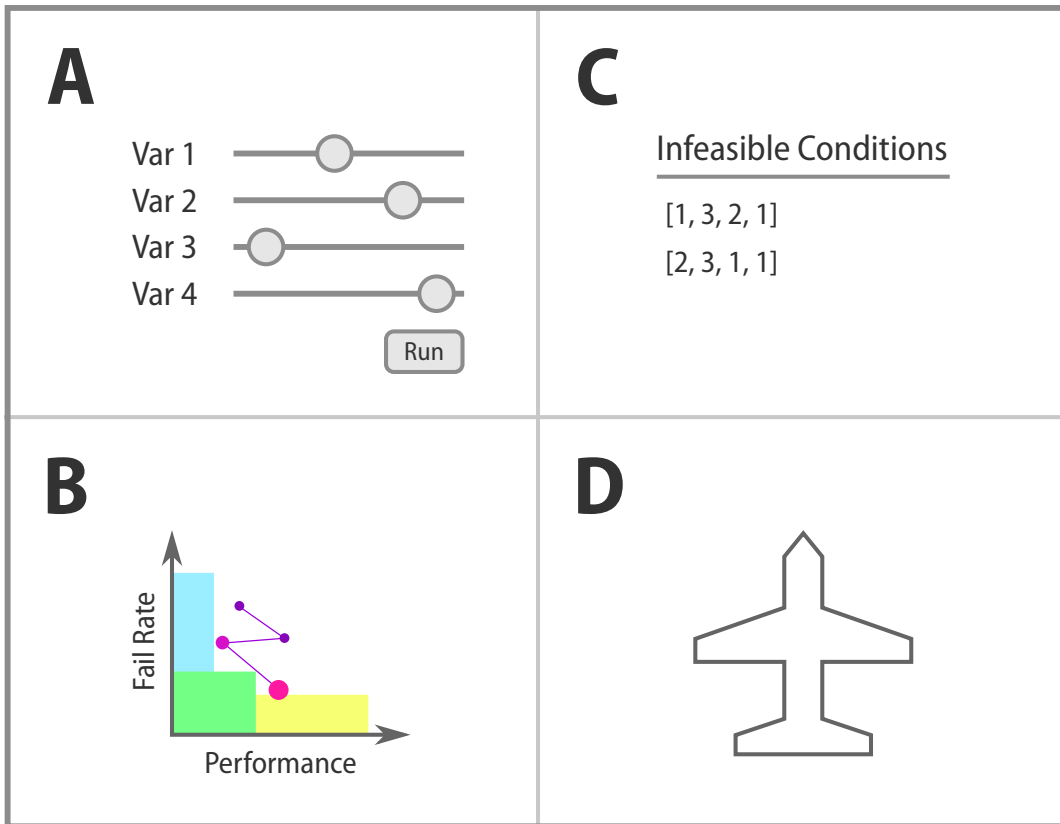 A
Var 1
Var 2
Var 3
Var 4
Run
B
Fail Rate
Performance
C
Infeasible Conditions
[1, 3, 2, 1]
[2, 3, 1, 1]
D